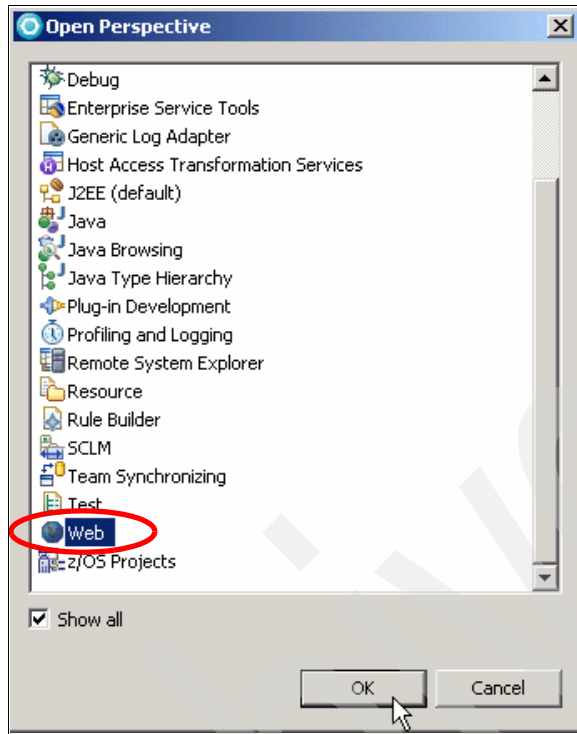 Open Perspective
Debug
Enterprise Service Tools
Generic Log Adapter
Host Access Transformation Services
J2EE (default)
Java
Java Browsing
Java Type Hierarchy
Plug-in Development
Profiling and Logging
Remote System Explorer
Resource
Rule Builder
SCLM
Team Synchronizing
Test
Web
z/OS Projects
Show all
OK Cancel